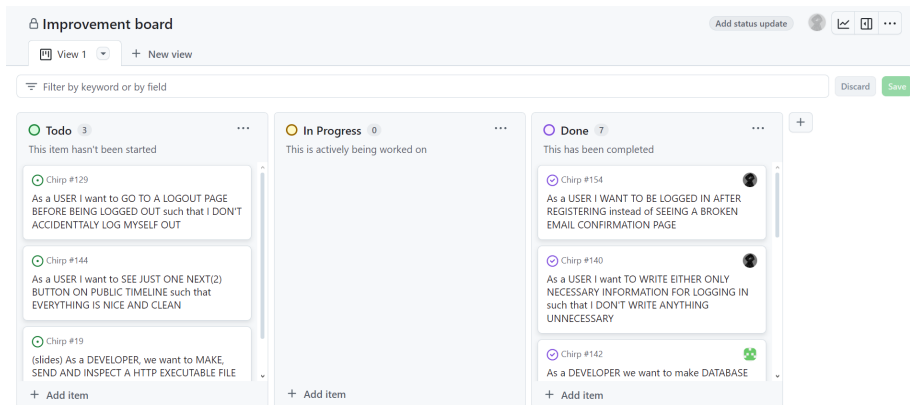 Improvement board
Add status update
View 1
+ New view
Filter by keyword or by field
Discard
Save
Todo 3
This item hasn't been started
Chirp #129
As a USER I want to GO TO A LOGOUT PAGE
BEFORE BEING LOGGED OUT such that I DON'T
ACCIDENTTALY LOG MYSELF OUT
Chirp #144
As a USER I want to SEE JUST ONE NEXT(2)
BUTTON ON PUBLIC TIMELINE such that
EVERYTHING IS NICE AND CLEAN
Chirp #19
(slides) As a DEVELOPER, we want to MAKE,
SEND AND INSPECT A HTTP EXECUTABLE FILE
+ Add item
In Progress 0
This is actively being worked on
+ Add item
Done 7
This has been completed
Chirp #154
As a USER I WANT TO BE LOGGED IN AFTER
REGISTERING instead of SEEING A BROKEN
EMAIL CONFIRMATION PAGE
Chirp #140
As a USER I want TO WRITE EITHER ONLY
NECESSARY INFORMATION FOR LOGGING IN
such that I DON'T WRITE ANYTHING
UNNECESSARY
Chirp #142
As a DEVELOPER we want to make DATABASE
+ Add item